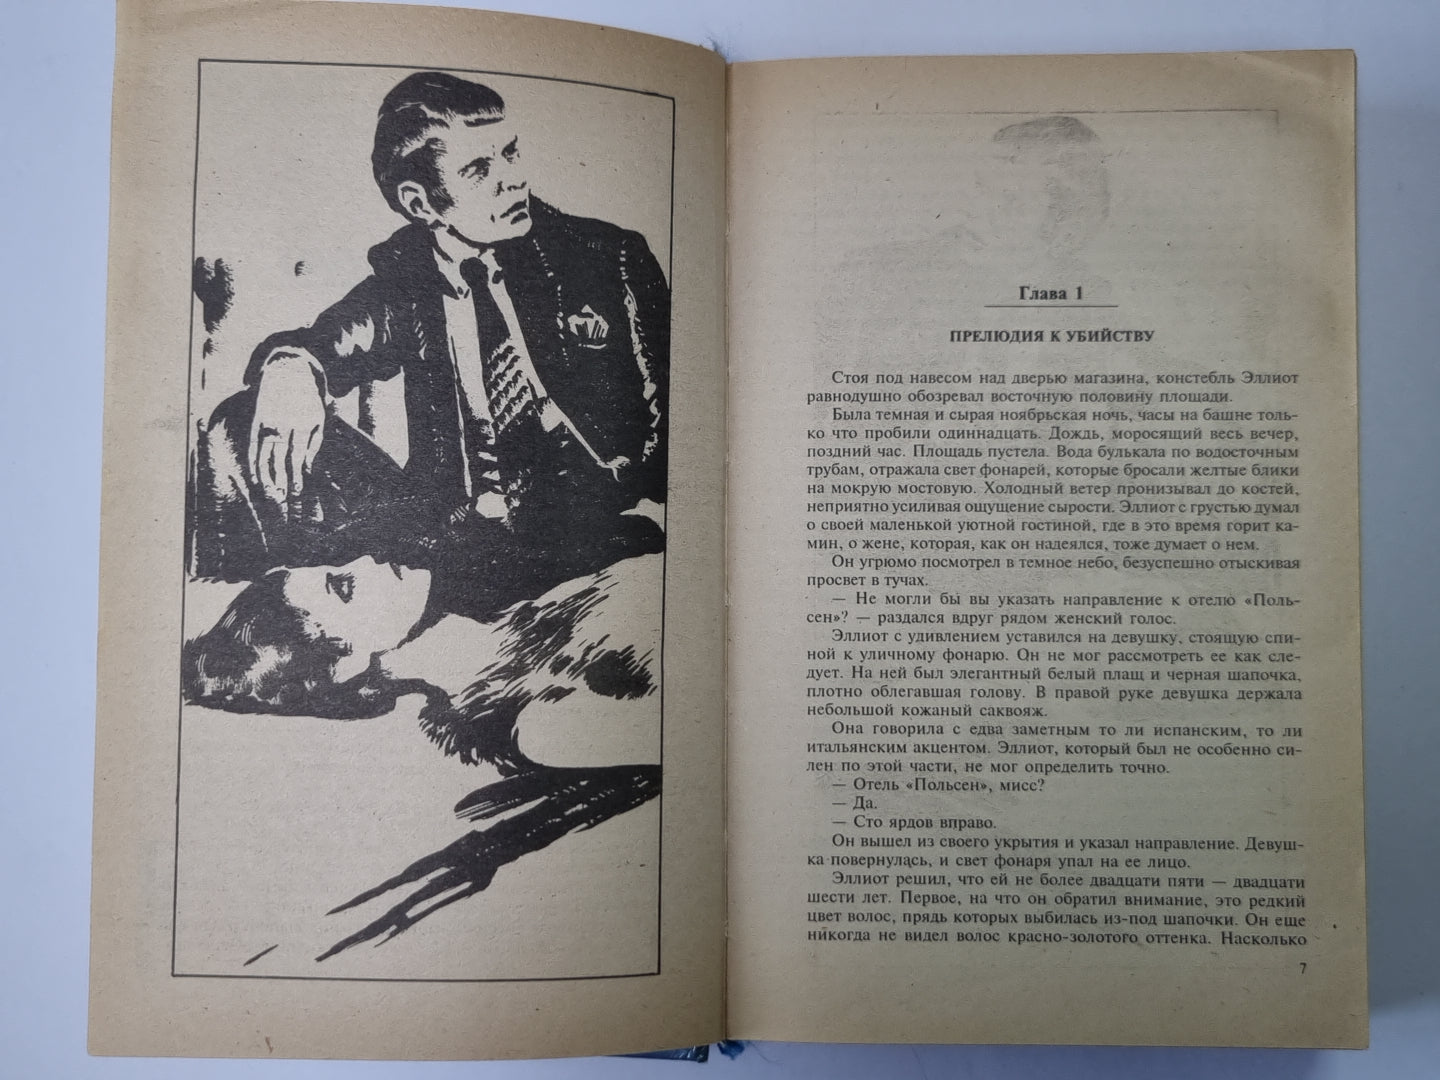 Глава 1
ПРЕЛЮДИЯ К УБИЙСТВУ
Стоя под навесом над дверью магазина, констебль Эллиот
равнодушно обозревал восточную половину площади.
Была темная и сырая ноябрьская ночь, часы на башне толь-
ко что пробили одиннадцать. Дождь, моросящий весь вечер,
поздний час. Площадь пустела. Вода булькала по водосточным
трубам, отражала свет фонарей, которые бросали желтые блики
на мокрую мостовую. Холодный ветер пронизывал до костей,
неприятно усиливая ощущение сырости. Эллиот с грустью думал
о своей маленькой уютной гостиной, где в это время горит ка-
мин, о жене, которая, как он надеялся, тоже думает о нем.
Он угрюмо посмотрел в темное небо, безуспешно отыскивая
просвет в тучах.
— Не могли бы вы указать направление к отелю «Поль-
сен»? — раздался вдруг рядом женский голос.
Эллиот с удивлением уставился на девушку, стоящую спи-
ной к уличному фонарю. Он не мог рассмотреть ее как сле-
дует. На ней был элегантный белый плащ и черная шапочка,
плотно облегавшая голову. В правой руке девушка держала
небольшой кожаный саквояж.
Она говорила с едва заметным то ли испанским, то ли
итальянским акцентом. Эллиот, который был не особенно си-
лен по этой части, не мог определить точно.
— Отель «Польсен», мисс?
— Да.
— Сто ярдов вправо.
Он вышел из своего укрытия и указал направление. Девуш-
ка повернулась, и свет фонаря упал на ее лицо.
Эллиот решил, что ей не более двадцати пяти — двадцати
шести лет. Первое, на что он обратил внимание, это редкий
цвет волос, прядь которых выбилась из-под шапочки. Он еще
никогда не видел волос красно-золотого оттенка. Насколько
7